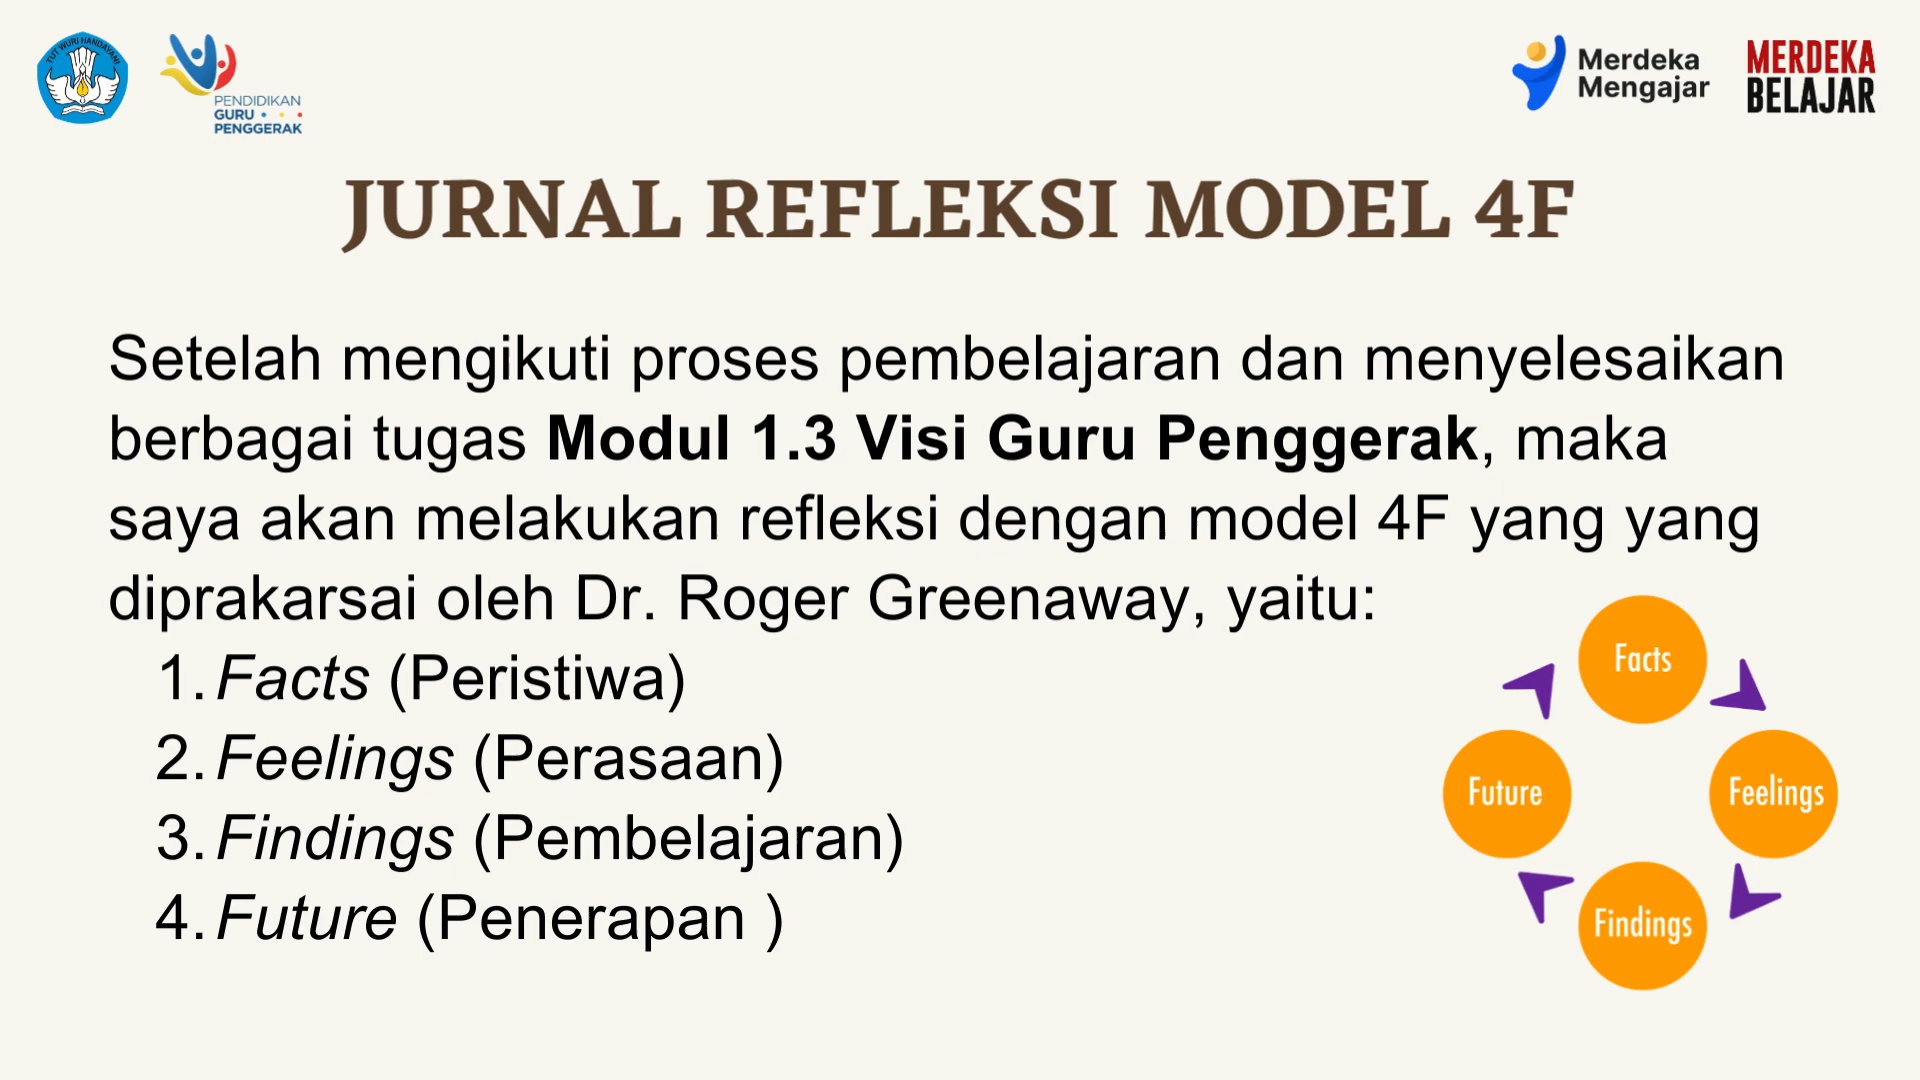 TUT WURI HANDAYANI
PENDIDIKAN
GURU
PENGGERAK
Merdeka
Mengajar
MERDEKA
BELAJAR
JURNAL REFLEKSI MODEL 4F
Setelah mengikuti proses pembelajaran dan menyelesaikan
berbagai tugas Modul 1.3 Visi Guru Penggerak, maka
saya akan melakukan refleksi dengan model 4F yang yang
diprakarsai oleh Dr. Roger Greenaway, yaitu:
1. Facts (Peristiwa)
2. Feelings (Perasaan)
3. Findings (Pembelajaran)
4. Future (Penerapan )
Facts
Feelings
Findings
Future